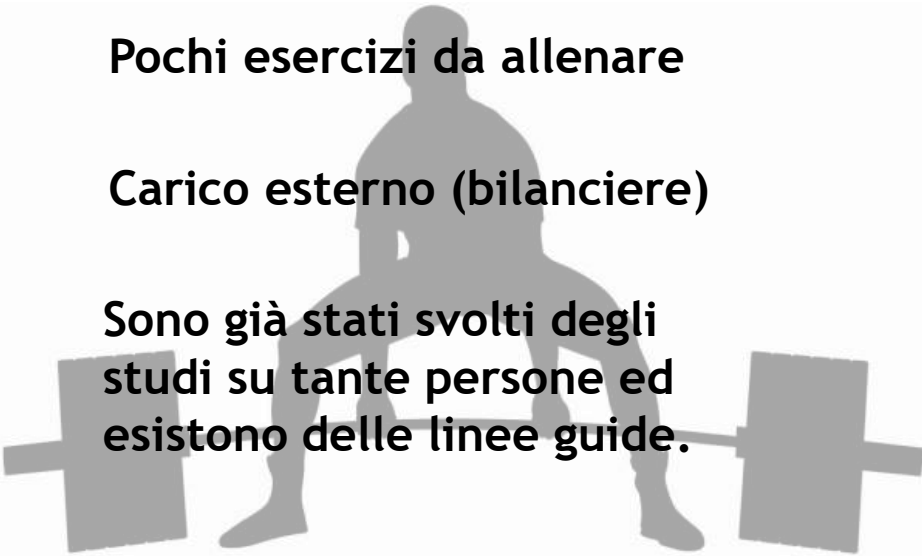 Pochi esercizi da allenare
Carico esterno (bilanciere)
Sono già stati svolti degli
studi su tante persone ed
esistono delle linee guide.